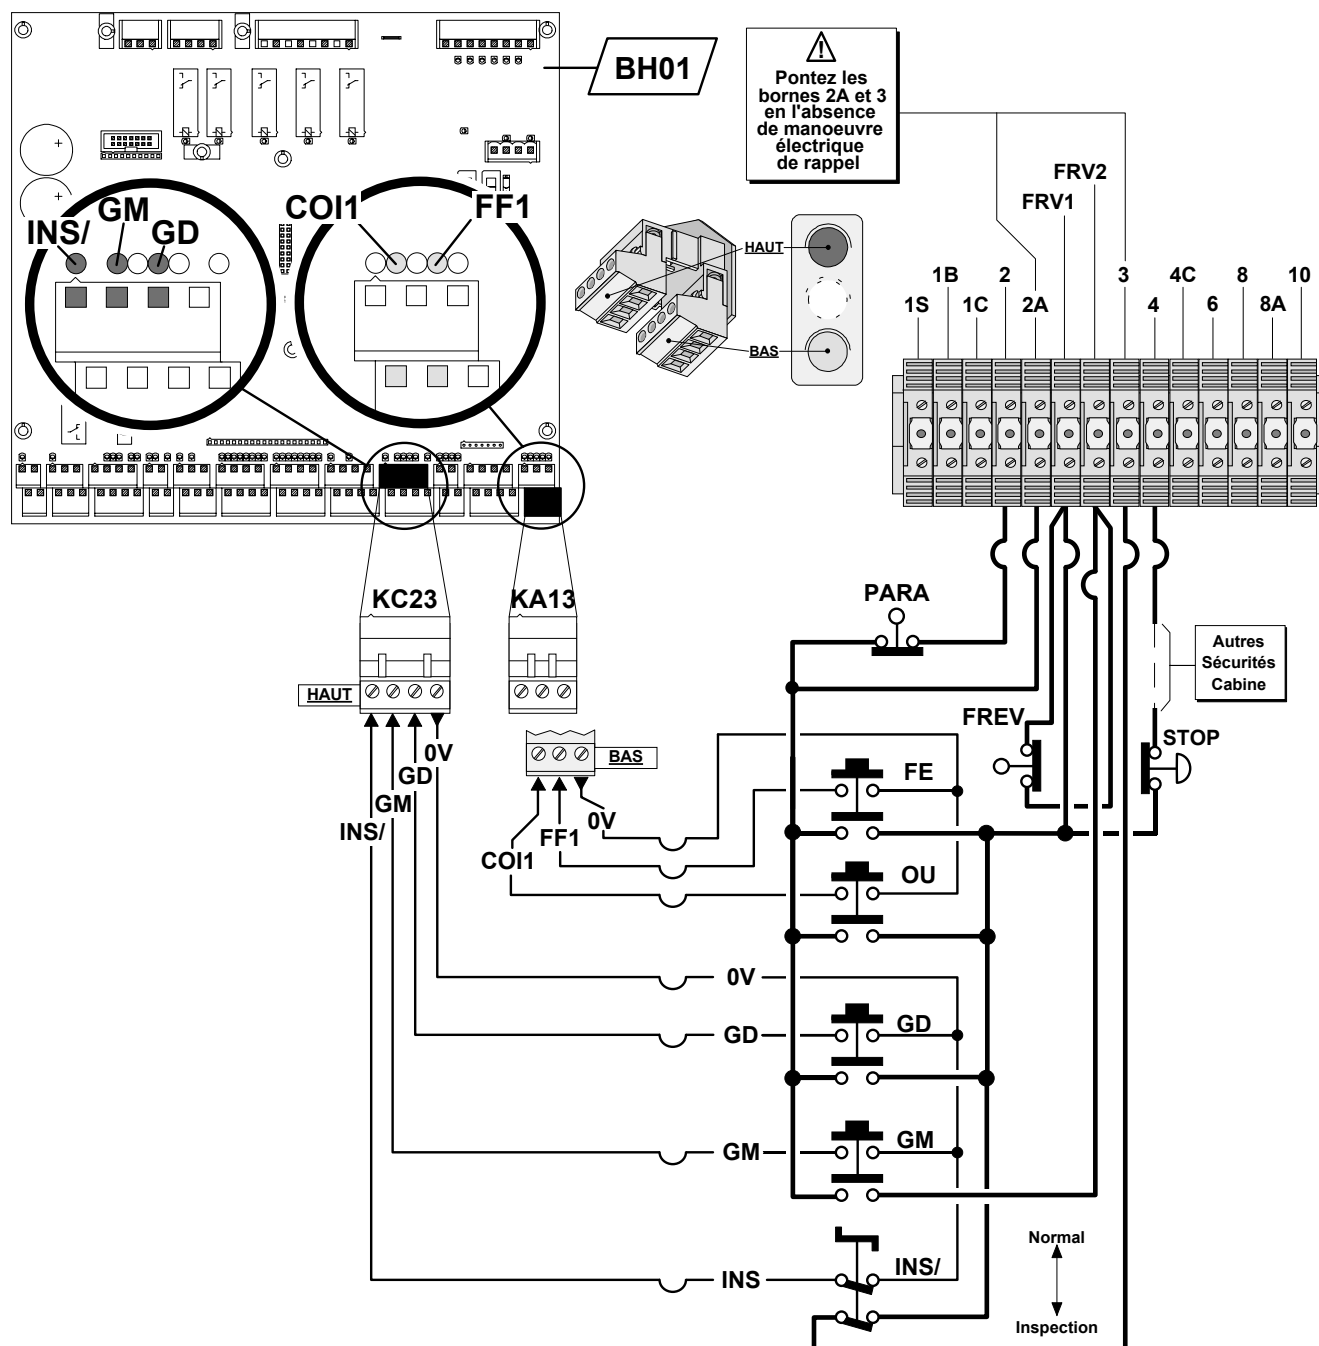 BH01
Pontez les
bornes 2A et 3
en l'absence
de manoeuvre
électrique
de rappel
INS/
GM
GD
COI1
FF1
HAUT
BAS
FRV2
FRV1
1B
2
3
4C
8
10
1S
1C
2A
4
6
8A
KC23
KA13
PARA
Autres
Sécurités
Cabine
HAUT
BAS
FREV
STOP
0V
GD
GM
INS/
0V
FF1
COI1
FE
OU
0V
GD
GD
GM
GM
INS
INS/
Normal
Inspection